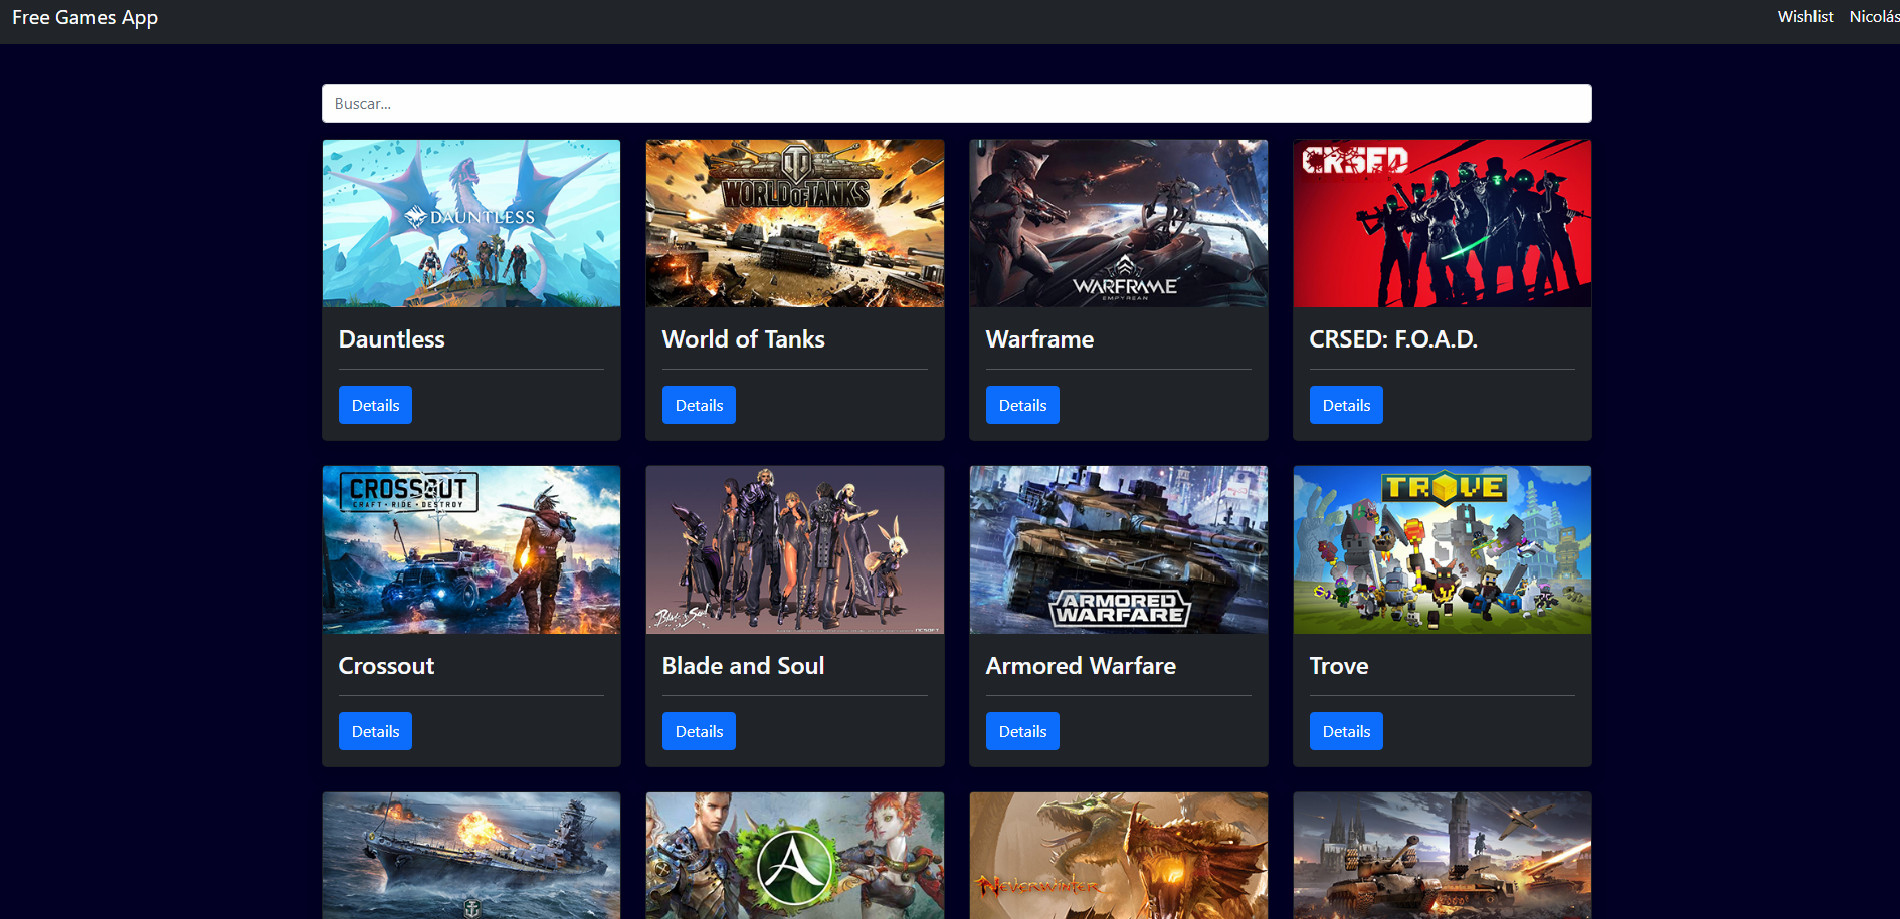 Free Games App
Wishlist
Nicolás
Buscar...
DAUNTLESS
WORLD OF TANKS
WARFRAME
EMPYREAN
CRSED
Dauntless
World of Tanks
Warframe
CRSED: F.O.A.D.
Details
Details
Details
Details
CROSSOUT
CRAFT • RIDE • DESTROY
Blade & Soul
ARMORED
WARFARE
TROVE
Crossout
Blade and Soul
Armored Warfare
Trove
Details
Details
Details
Details
NEVERWINTER